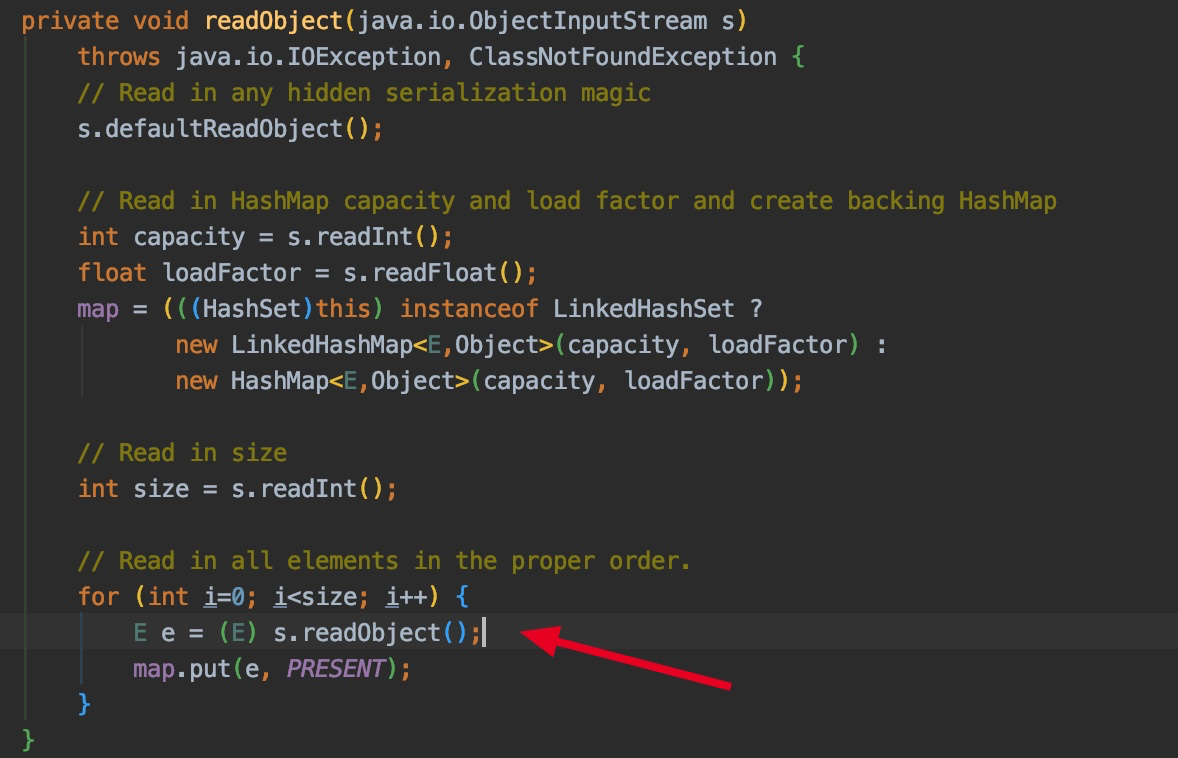 private void readObject(java.io.ObjectInputStream s)
    throws java.io.IOException, ClassNotFoundException {
    // Read in any hidden serialization magic
    s.defaultReadObject();
    // Read in HashMap capacity and load factor and create backing HashMap
    int capacity = s.readInt();
    float loadFactor = s.readFloat();
    map = (((HashSet)this) instanceof LinkedHashSet ?
           new LinkedHashMap<E,Object>(capacity, loadFactor) :
           new HashMap<E,Object>(capacity, loadFactor));
    // Read in size
    int size = s.readInt();
    // Read in all elements in the proper order.
    for (int i=0; i<size; i++) {
        E e = (E) s.readObject();
        map.put(e, PRESENT);
    }
}